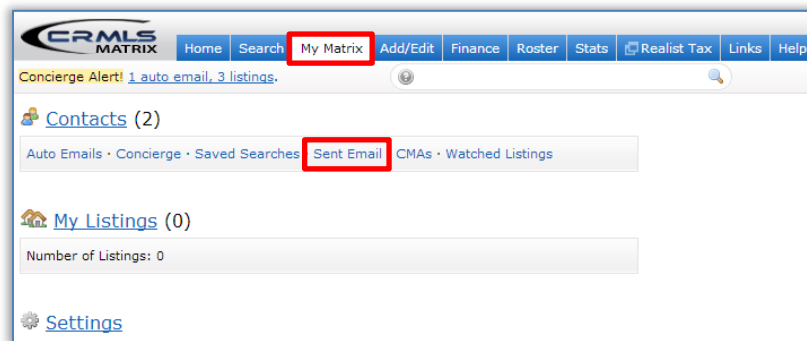 CRMLS
MATRIX
Home Search My Matrix Add/Edit Finance Roster Stats Realist Tax Links Help
Concierge Alert! 1 auto email, 3 listings.
Contacts (2)
Auto Emails · Concierge · Saved Searches Sent Email CMAs · Watched Listings
My Listings (0)
Number of Listings: 0
Settings